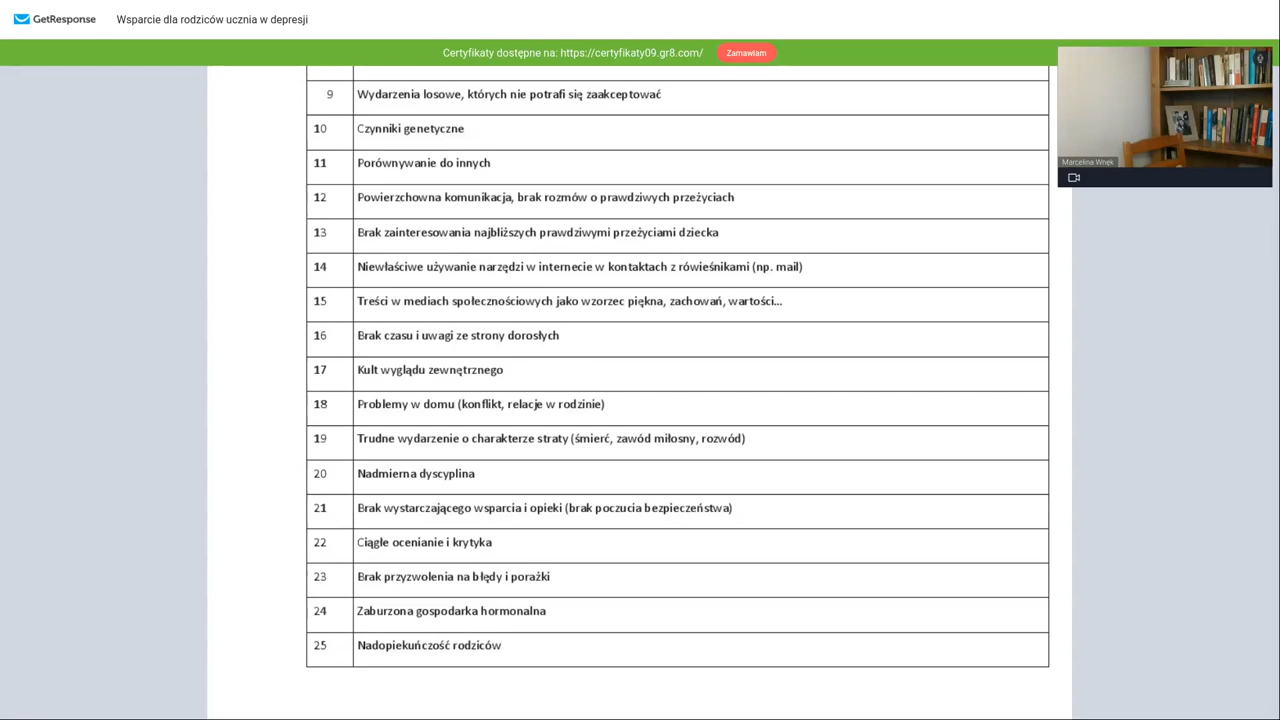 GetResponse Wsparcie dla rodziców ucznia w depresji
Certyfikaty dostępne na: https://certyfikaty09.gr8.com/ Zamawiam
9 Wydarzenia losowe, których nie potrafi się zaakceptować
10 Czynniki genetyczne
11 Porównywanie do innych
12 Powierzchowna komunikacja, brak rozmów o prawdziwych przeżyciach
13 Brak zainteresowania najbliższych prawdziwymi przeżyciami dziecka
14 Niewłaściwe używanie narzędzi w internecie w kontaktach z rówieśnikami (np. mail)
15 Treści w mediach społecznościowych jako wzorzec piękna, zachowań, wartości...
16 Brak czasu i uwagi ze strony dorosłych
17 Kult wyglądu zewnętrznego
18 Problemy w domu (konflikt, relacje w rodzinie)
19 Trudne wydarzenie o charakterze straty (śmierć, zawód miłosny, rozwód)
20 Nadmierna dyscyplina
21 Brak wystarczającego wsparcia i opieki (brak poczucia bezpieczeństwa)
22 Ciągłe ocenianie i krytyka
23 Brak przyzwolenia na błędy i porażki
24 Zaburzona gospodarka hormonalna
25 Nadopiekuńczość rodziców
Marcelina Wnęk